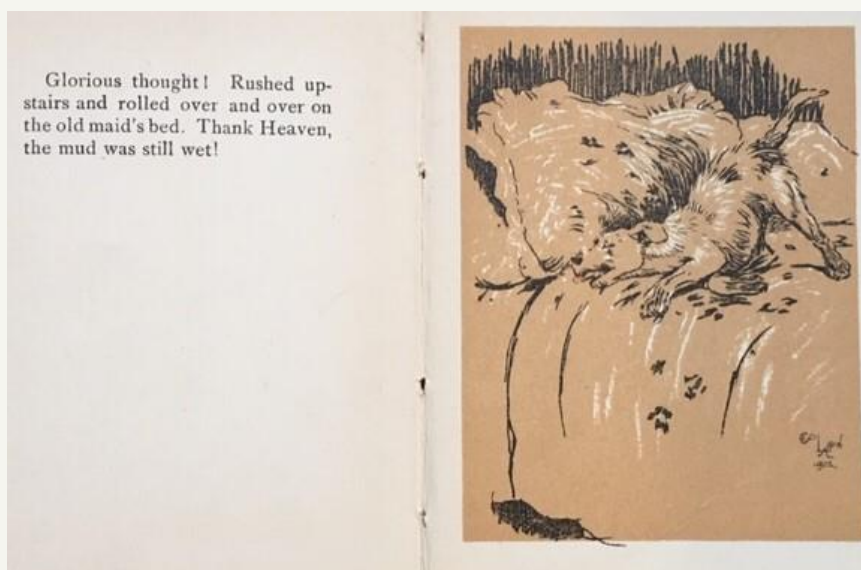 Glorious thought! Rushed up-
stairs and rolled over and over on
the old maid's bed. Thank Heaven,
the mud was still wet!